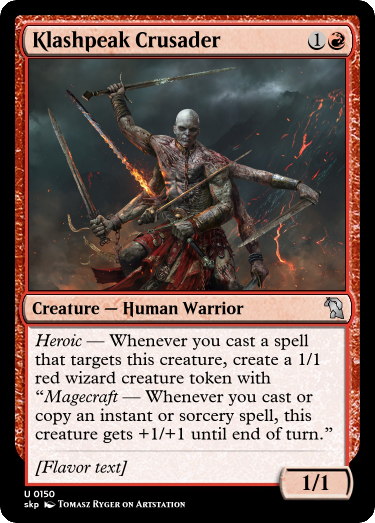 Klashpeak Crusader 1
Creature — Human Warrior
Heroic — Whenever you cast a spell
that targets this creature, create a 1/1
red wizard creature token with
“Magecraft — Whenever you cast or
copy an instant or sorcery spell, this
creature gets +1/+1 until end of turn.”
[Flavor text]
1/1
U 0150
skp Tomasz Ryger on Artstation